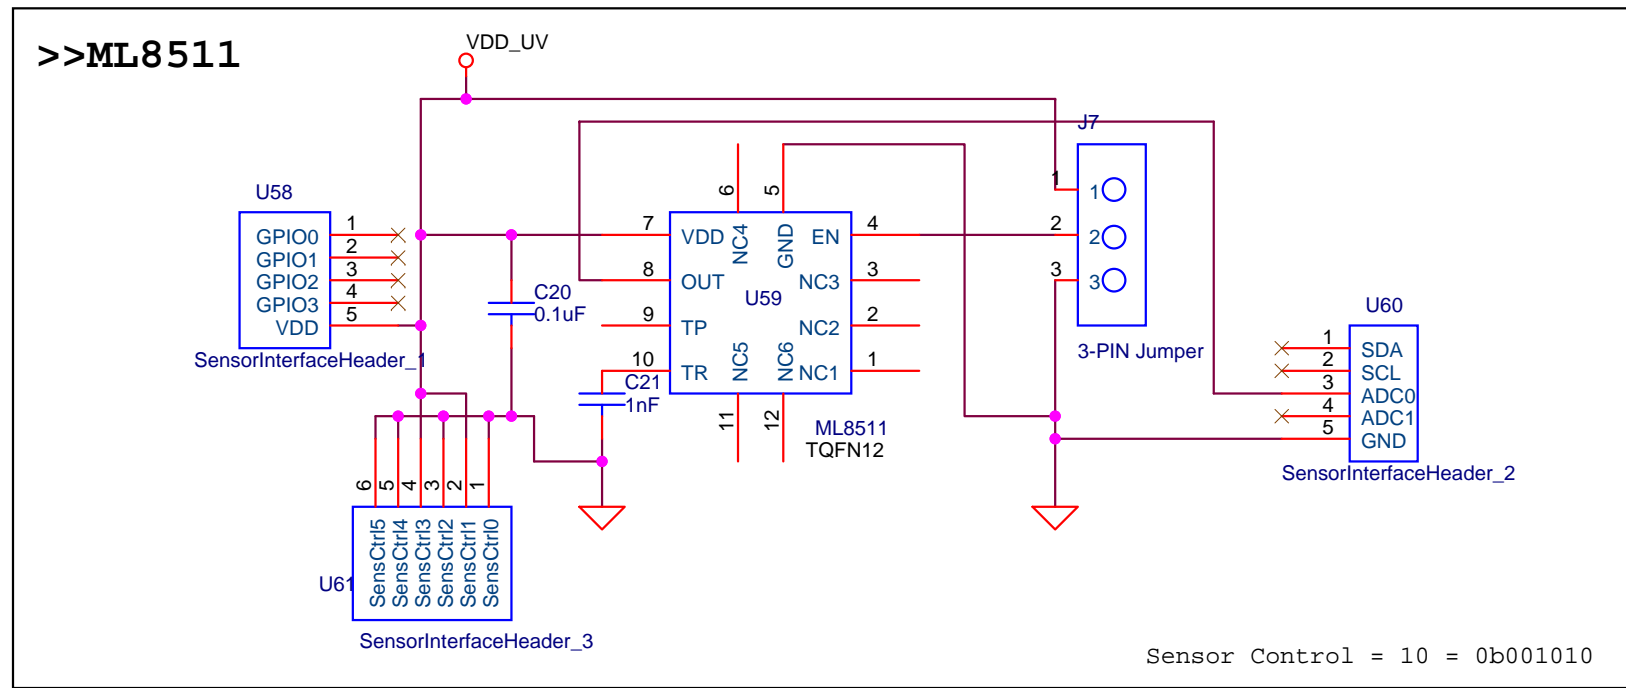 >>ML8511
VDD_UV
J7
U58
1
GPIO0
2
GPIO1
3
GPIO2
4
GPIO3
5
VDD
SensorInterfaceHeader_1
6
NC4
5
GND
7
VDD
8
OUT
9
TP
10
TR
U59
4
EN
3
NC3
2
NC2
1
NC1
NC5
11
NC6
12
ML8511
TQFN12
C20
0.1uF
C21
1nF
1
1
2
2
3
3
3-PIN Jumper
U60
1
SDA
2
SCL
3
ADC0
4
ADC1
5
GND
SensorInterfaceHeader_2
6
5
4
3
2
1
SensCtrl5
SensCtrl4
SensCtrl3
SensCtrl2
SensCtrl1
SensCtrl0
U61
SensorInterfaceHeader_3
Sensor Control = 10 = 0b001010